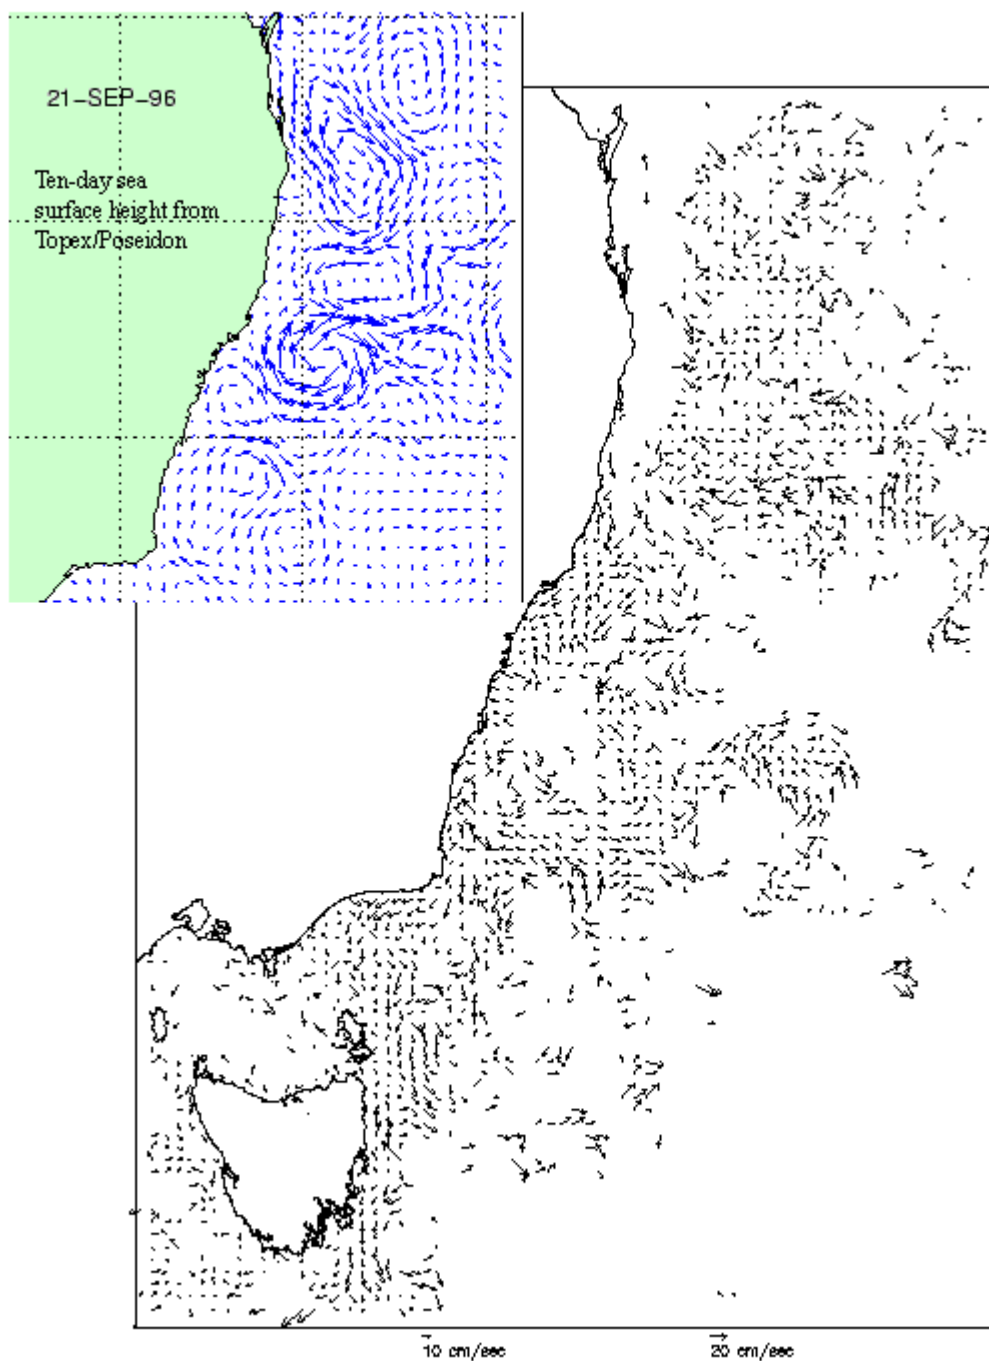 21-SEP-96
Ten-day sea
surface height from
Topex/Poseidon
10 cm/sec
20 cm/sec